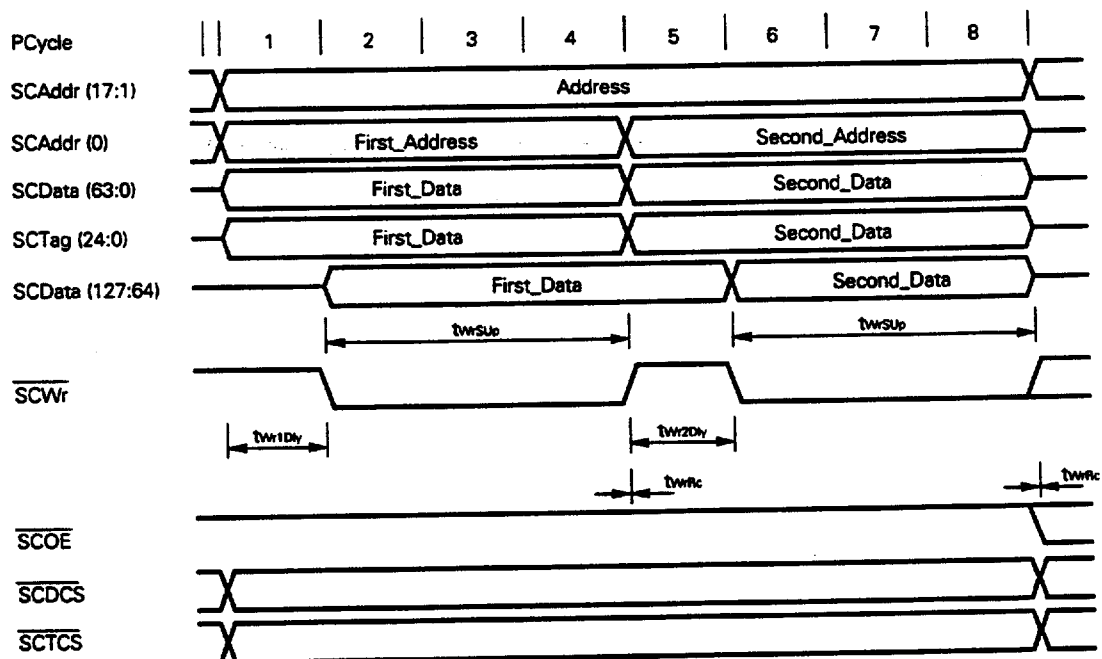 PCycle 1 2 3 4 5 6 7 8
SCAddr (17:1) Address
SCAddr (0) First_Address Second_Address
SCData (63:0) First_Data Second_Data
SCTag (24:0) First_Data Second_Data
SCData (127:64) First_Data Second_Data
tWrSUp tWrSUp
SCWr
tWr1Dly tWr2Dly
tWrRc tWrRc
SCOE
SCDCS
SCTCS